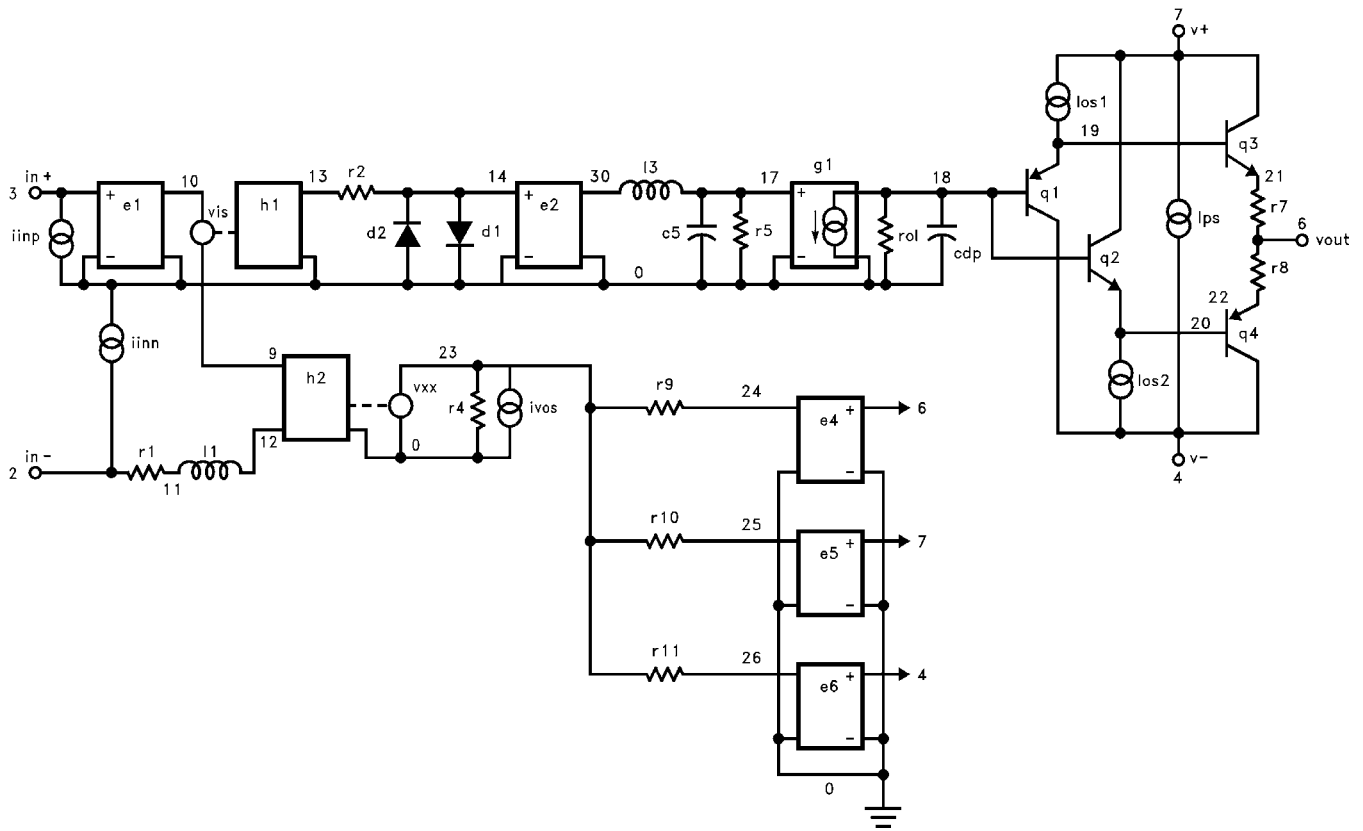 7
v+
Ios1
19
q3
in+
3
10
13
r2
14
30
l3
17
g1
18
q1
21
e1
vis
h1
e2
iinp
d2
d1
c5
r5
rol
cdp
q2
Ips
r7
6
vout
r8
0
22
20
q4
iinn
9
h2
23
vxx
r4
ivos
Ios2
r9
24
e4
6
12
0
in-
2
r1
l1
11
v-
4
r10
25
e5
7
r11
26
e6
4
0
+
−
+
−
+
−
+
−
+
−
+
−